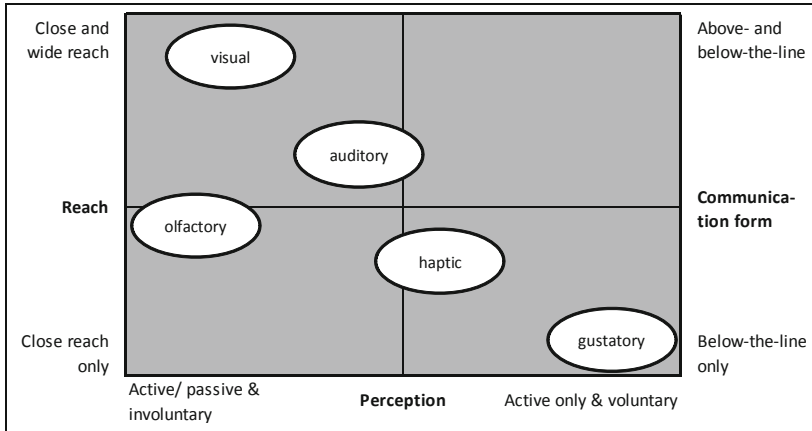 Close and
wide reach
visual
Above- and
below-the-line
auditory
Reach
Communica-
tion form
olfactory
haptic
Close reach
only
gustatory
Below-the-line
only
Active/ passive &
involuntary
Perception
Active only & voluntary